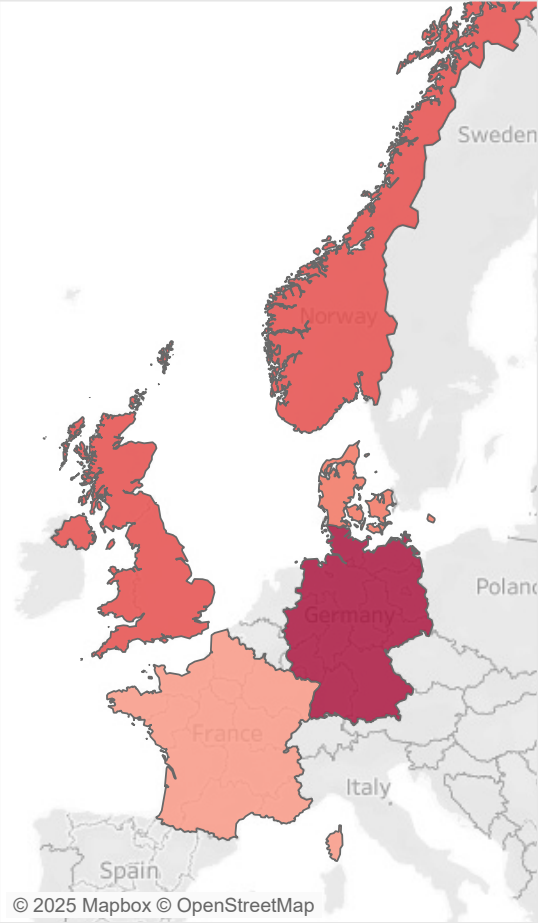 Sweden
Norway
Poland
Germany
France
Italy
Spain
© 2025 Mapbox © OpenStreetMap